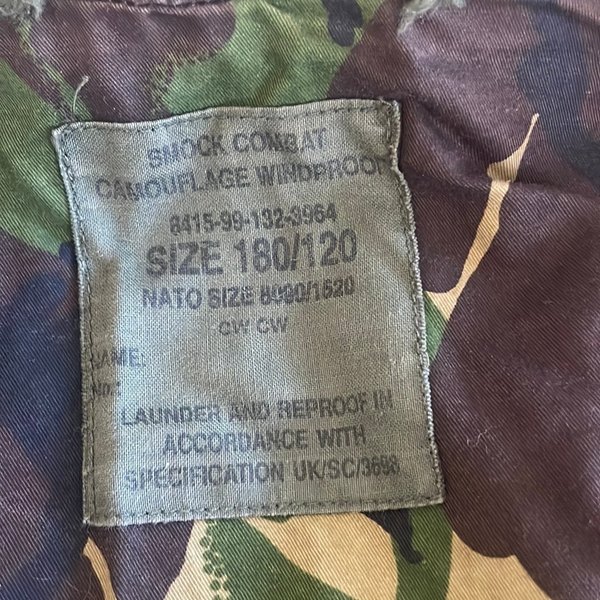 SMOCK COMBAT
CAMOUFLAGE WINDPROOF
8415-99-132-3964
SIZE 180/120
NATO SIZE 8090/1520
CW CW
NAME:
No.:
LAUNDER AND REPROOF IN
ACCORDANCE WITH
SPECIFICATION UK/SC/3698